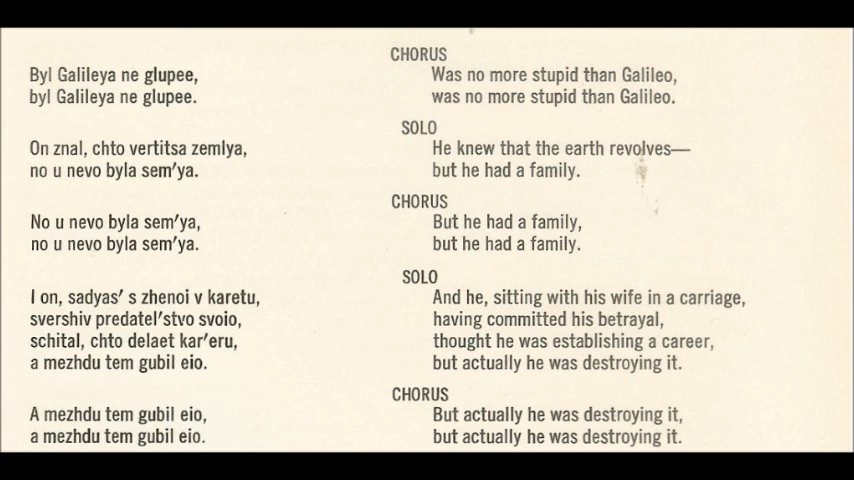 CHORUS
Byl Galileya ne glupee, Was no more stupid than Galileo,
byl Galileya ne glupee. was no more stupid than Galileo.
SOLO
On znal, chto vertitsa zemlya, He knew that the earth revolves—
no u nevo byla sem'ya. but he had a family.
CHORUS
No u nevo byla sem'ya, But he had a family,
no u nevo byla sem'ya. but he had a family.
SOLO
I on, sadyas' s zhenoi v karetu, And he, sitting with his wife in a carriage,
svershiv predatel'stvo svoio, having committed his betrayal,
schital, chto delaet kar'eru, thought he was establishing a career,
a mezhdu tem gubil eio. but actually he was destroying it.
CHORUS
A mezhdu tem gubil eio, But actually he was destroying it,
a mezhdu tem gubil eio. but actually he was destroying it.